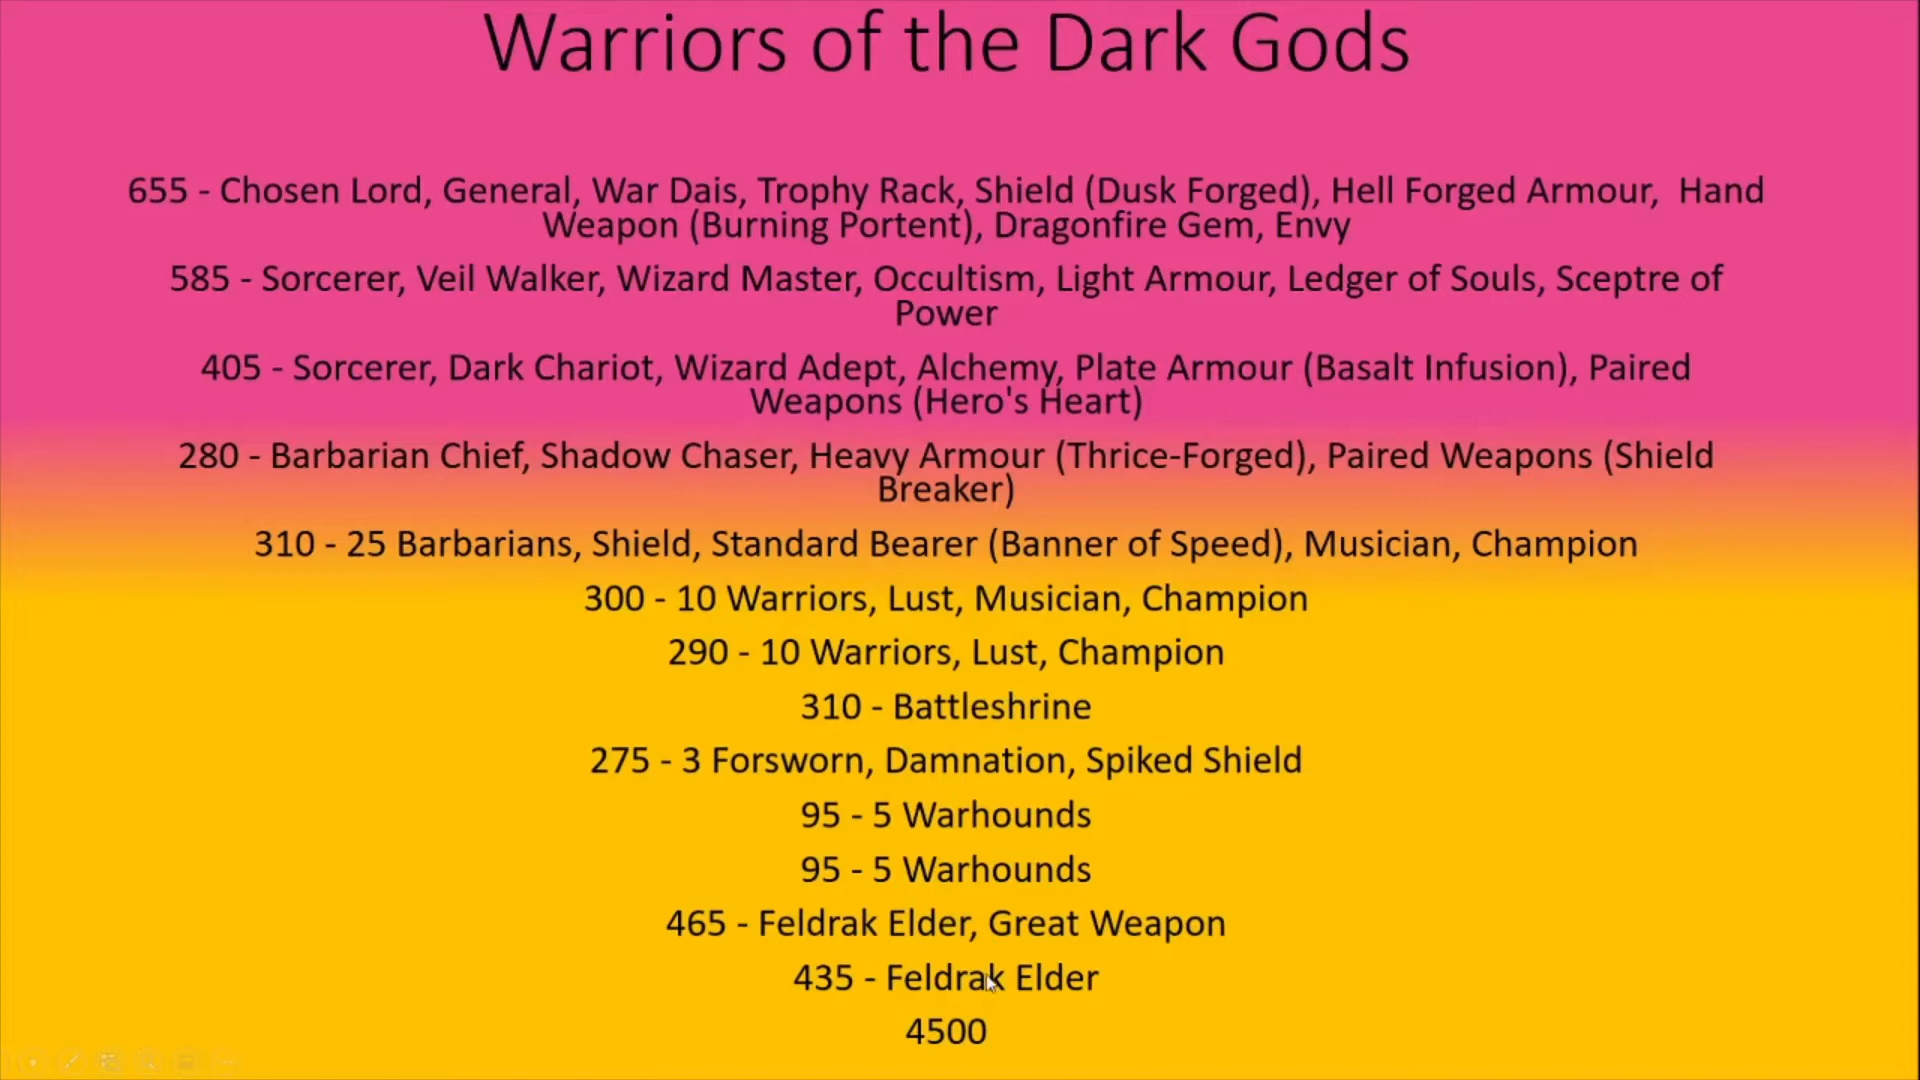 Warriors of the Dark Gods
655 - Chosen Lord, General, War Dais, Trophy Rack, Shield (Dusk Forged), Hell Forged Armour,  Hand
Weapon (Burning Portent), Dragonfire Gem, Envy
585 - Sorcerer, Veil Walker, Wizard Master, Occultism, Light Armour, Ledger of Souls, Sceptre of
Power
405 - Sorcerer, Dark Chariot, Wizard Adept, Alchemy, Plate Armour (Basalt Infusion), Paired
Weapons (Hero's Heart)
280 - Barbarian Chief, Shadow Chaser, Heavy Armour (Thrice-Forged), Paired Weapons (Shield
Breaker)
310 - 25 Barbarians, Shield, Standard Bearer (Banner of Speed), Musician, Champion
300 - 10 Warriors, Lust, Musician, Champion
290 - 10 Warriors, Lust, Champion
310 - Battleshrine
275 - 3 Forsworn, Damnation, Spiked Shield
95 - 5 Warhounds
95 - 5 Warhounds
465 - Feldrak Elder, Great Weapon
435 - Feldrak Elder
4500